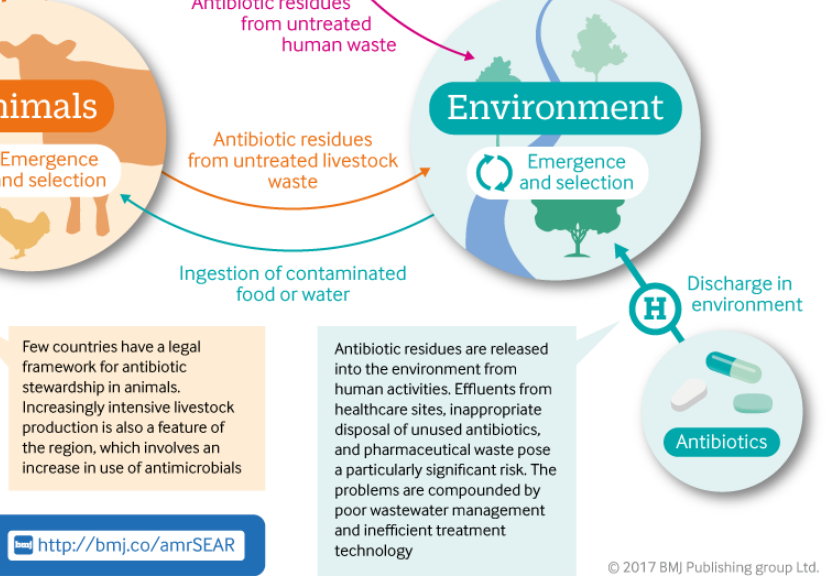 Antibiotic residues
from untreated
human waste
nimals
Environment
Emergence
and selection
Antibiotic residues
from untreated livestock
waste
Emergence
and selection
Ingestion of contaminated
food or water
Discharge in
environment
H
Few countries have a legal
framework for antibiotic
stewardship in animals.
Increasingly intensive livestock
production is also a feature of
the region, which involves an
increase in use of antimicrobials
Antibiotic residues are released
into the environment from
human activities. Effluents from
healthcare sites, inappropriate
disposal of unused antibiotics,
and pharmaceutical waste pose
a particularly significant risk. The
problems are compounded by
poor wastewater management
and inefficient treatment
technology
Antibiotics
bmj http://bmj.co/amrSEAR
© 2017 BMJ Publishing group Ltd.